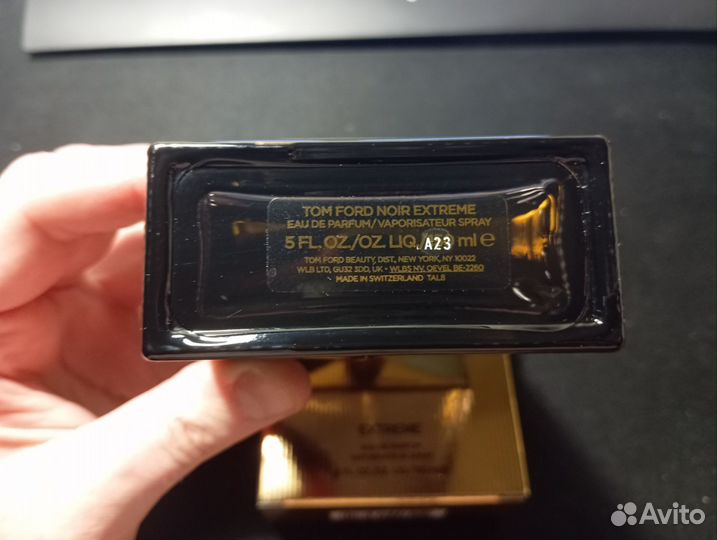 TOM FORD NOIR EXTREME
EAU DE PARFUM/VAPORISATEUR SPRAY
5 FL. OZ./OZ. LIQ. A23 ml e
TOM FORD BEAUTY, DIST., NEW YORK, NY 10022
WLB LTD, GU32 3DD, UK - WLBS NV, OEVEL BE-2260
MADE IN SWITZERLAND TAL8
EXTREME
Avito